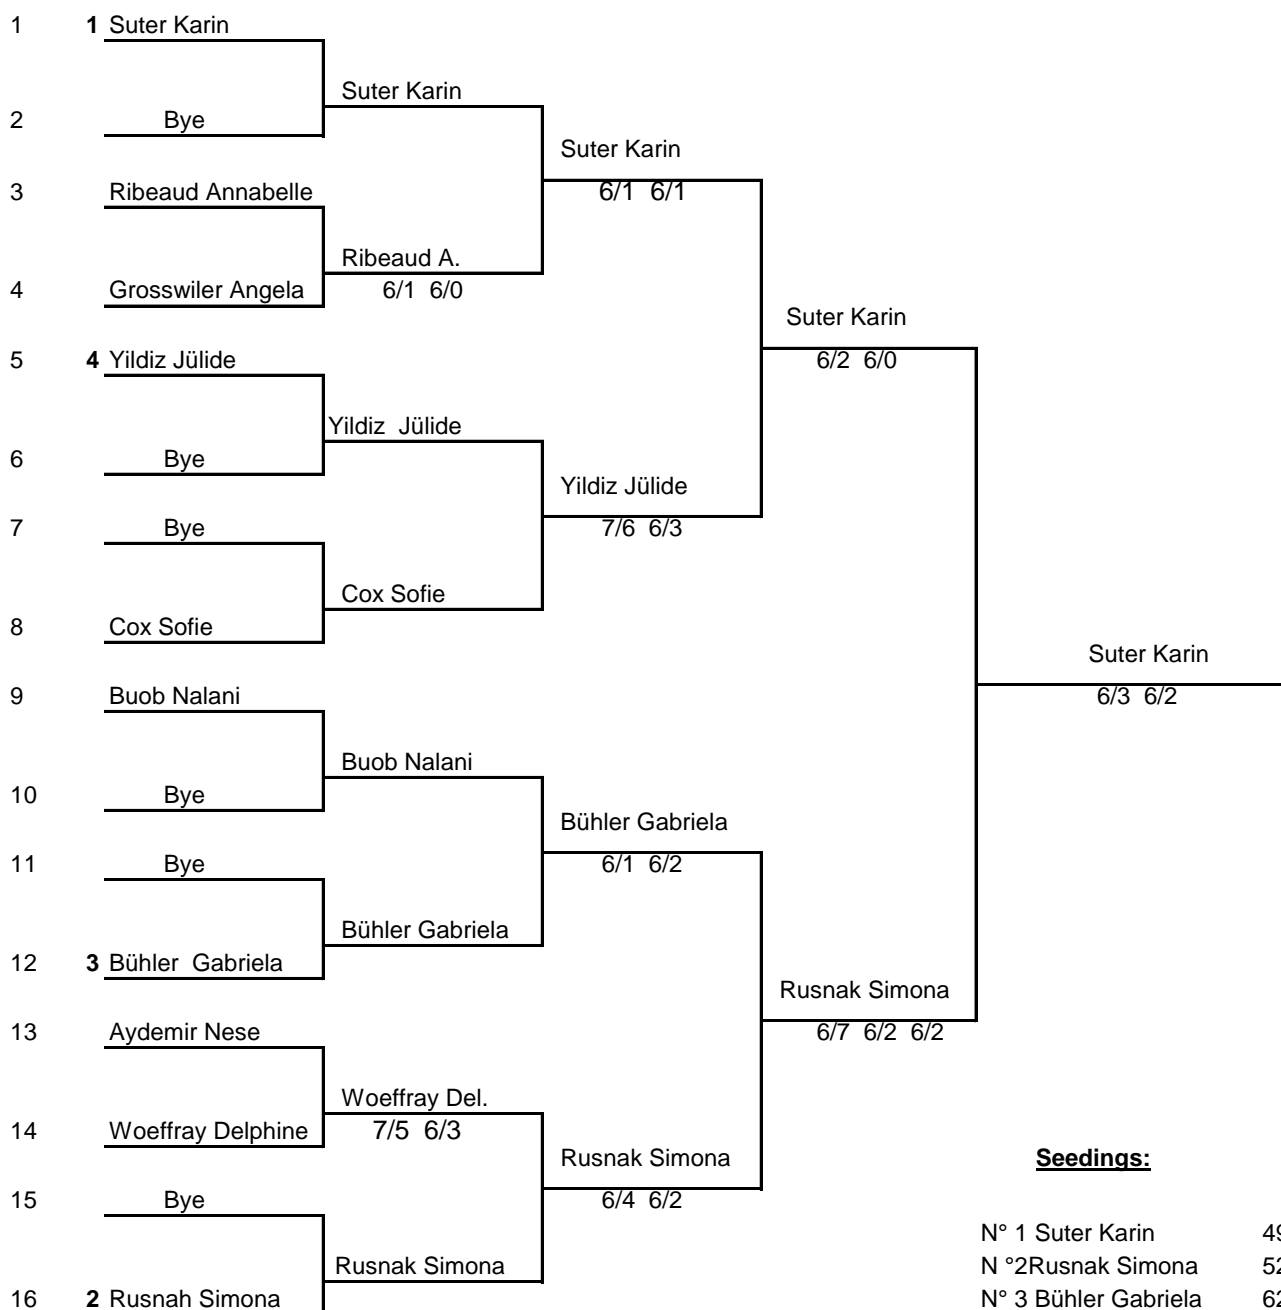 1 1 Suter Karin
Suter Karin
2 Bye
Suter Karin
3 Ribeaud Annabelle 6/1 6/1
Ribeaud A.
4 Grosswiler Angela 6/1 6/0
Suter Karin
5 4 Yildiz Jülide 6/2 6/0
Yildiz Jülide
6 Bye
Yildiz Jülide
7 Bye 7/6 6/3
Cox Sofie
8 Cox Sofie
Suter Karin
9 Buob Nalani 6/3 6/2
Buob Nalani
10 Bye
Bühler Gabriela
11 Bye 6/1 6/2
Bühler Gabriela
12 3 Bühler Gabriela
Rusnak Simona
13 Aydemir Nese 6/7 6/2 6/2
Woeffray Del.
14 Woeffray Delphine 7/5 6/3
Rusnak Simona Seedings:
15 Bye 6/4 6/2
N° 1 Suter Karin 49
Rusnak Simona N °2Rusnak Simona 52
16 2 Rusnah Simona N° 3 Bühler Gabriela 62